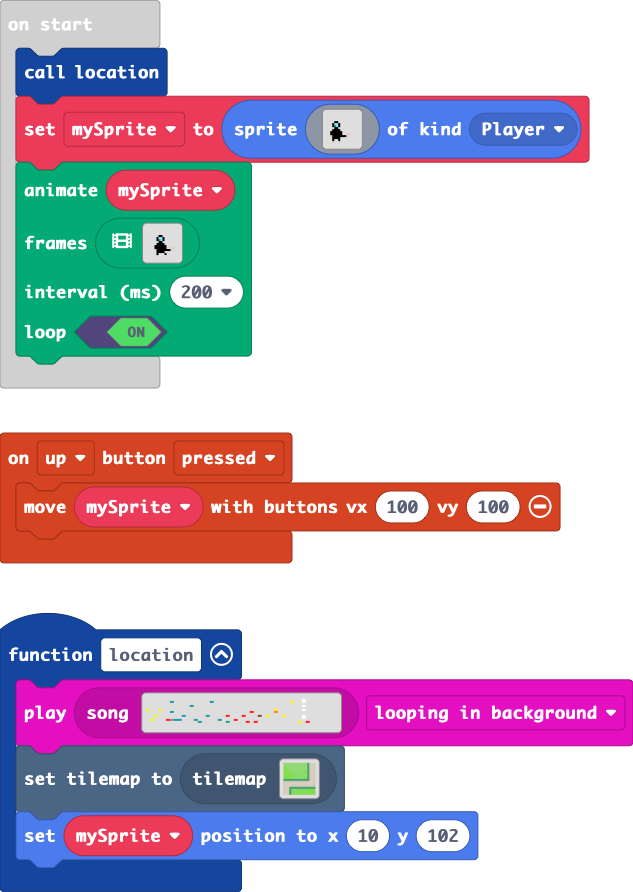 on start
call location
set mySprite to sprite of kind Player
animate mySprite
frames
interval (ms) 200
loop ON
on up button pressed
move mySprite with buttons vx 100 vy 100
function location
play song looping in background
set tilemap to tilemap
set mySprite position to x 10 y 102